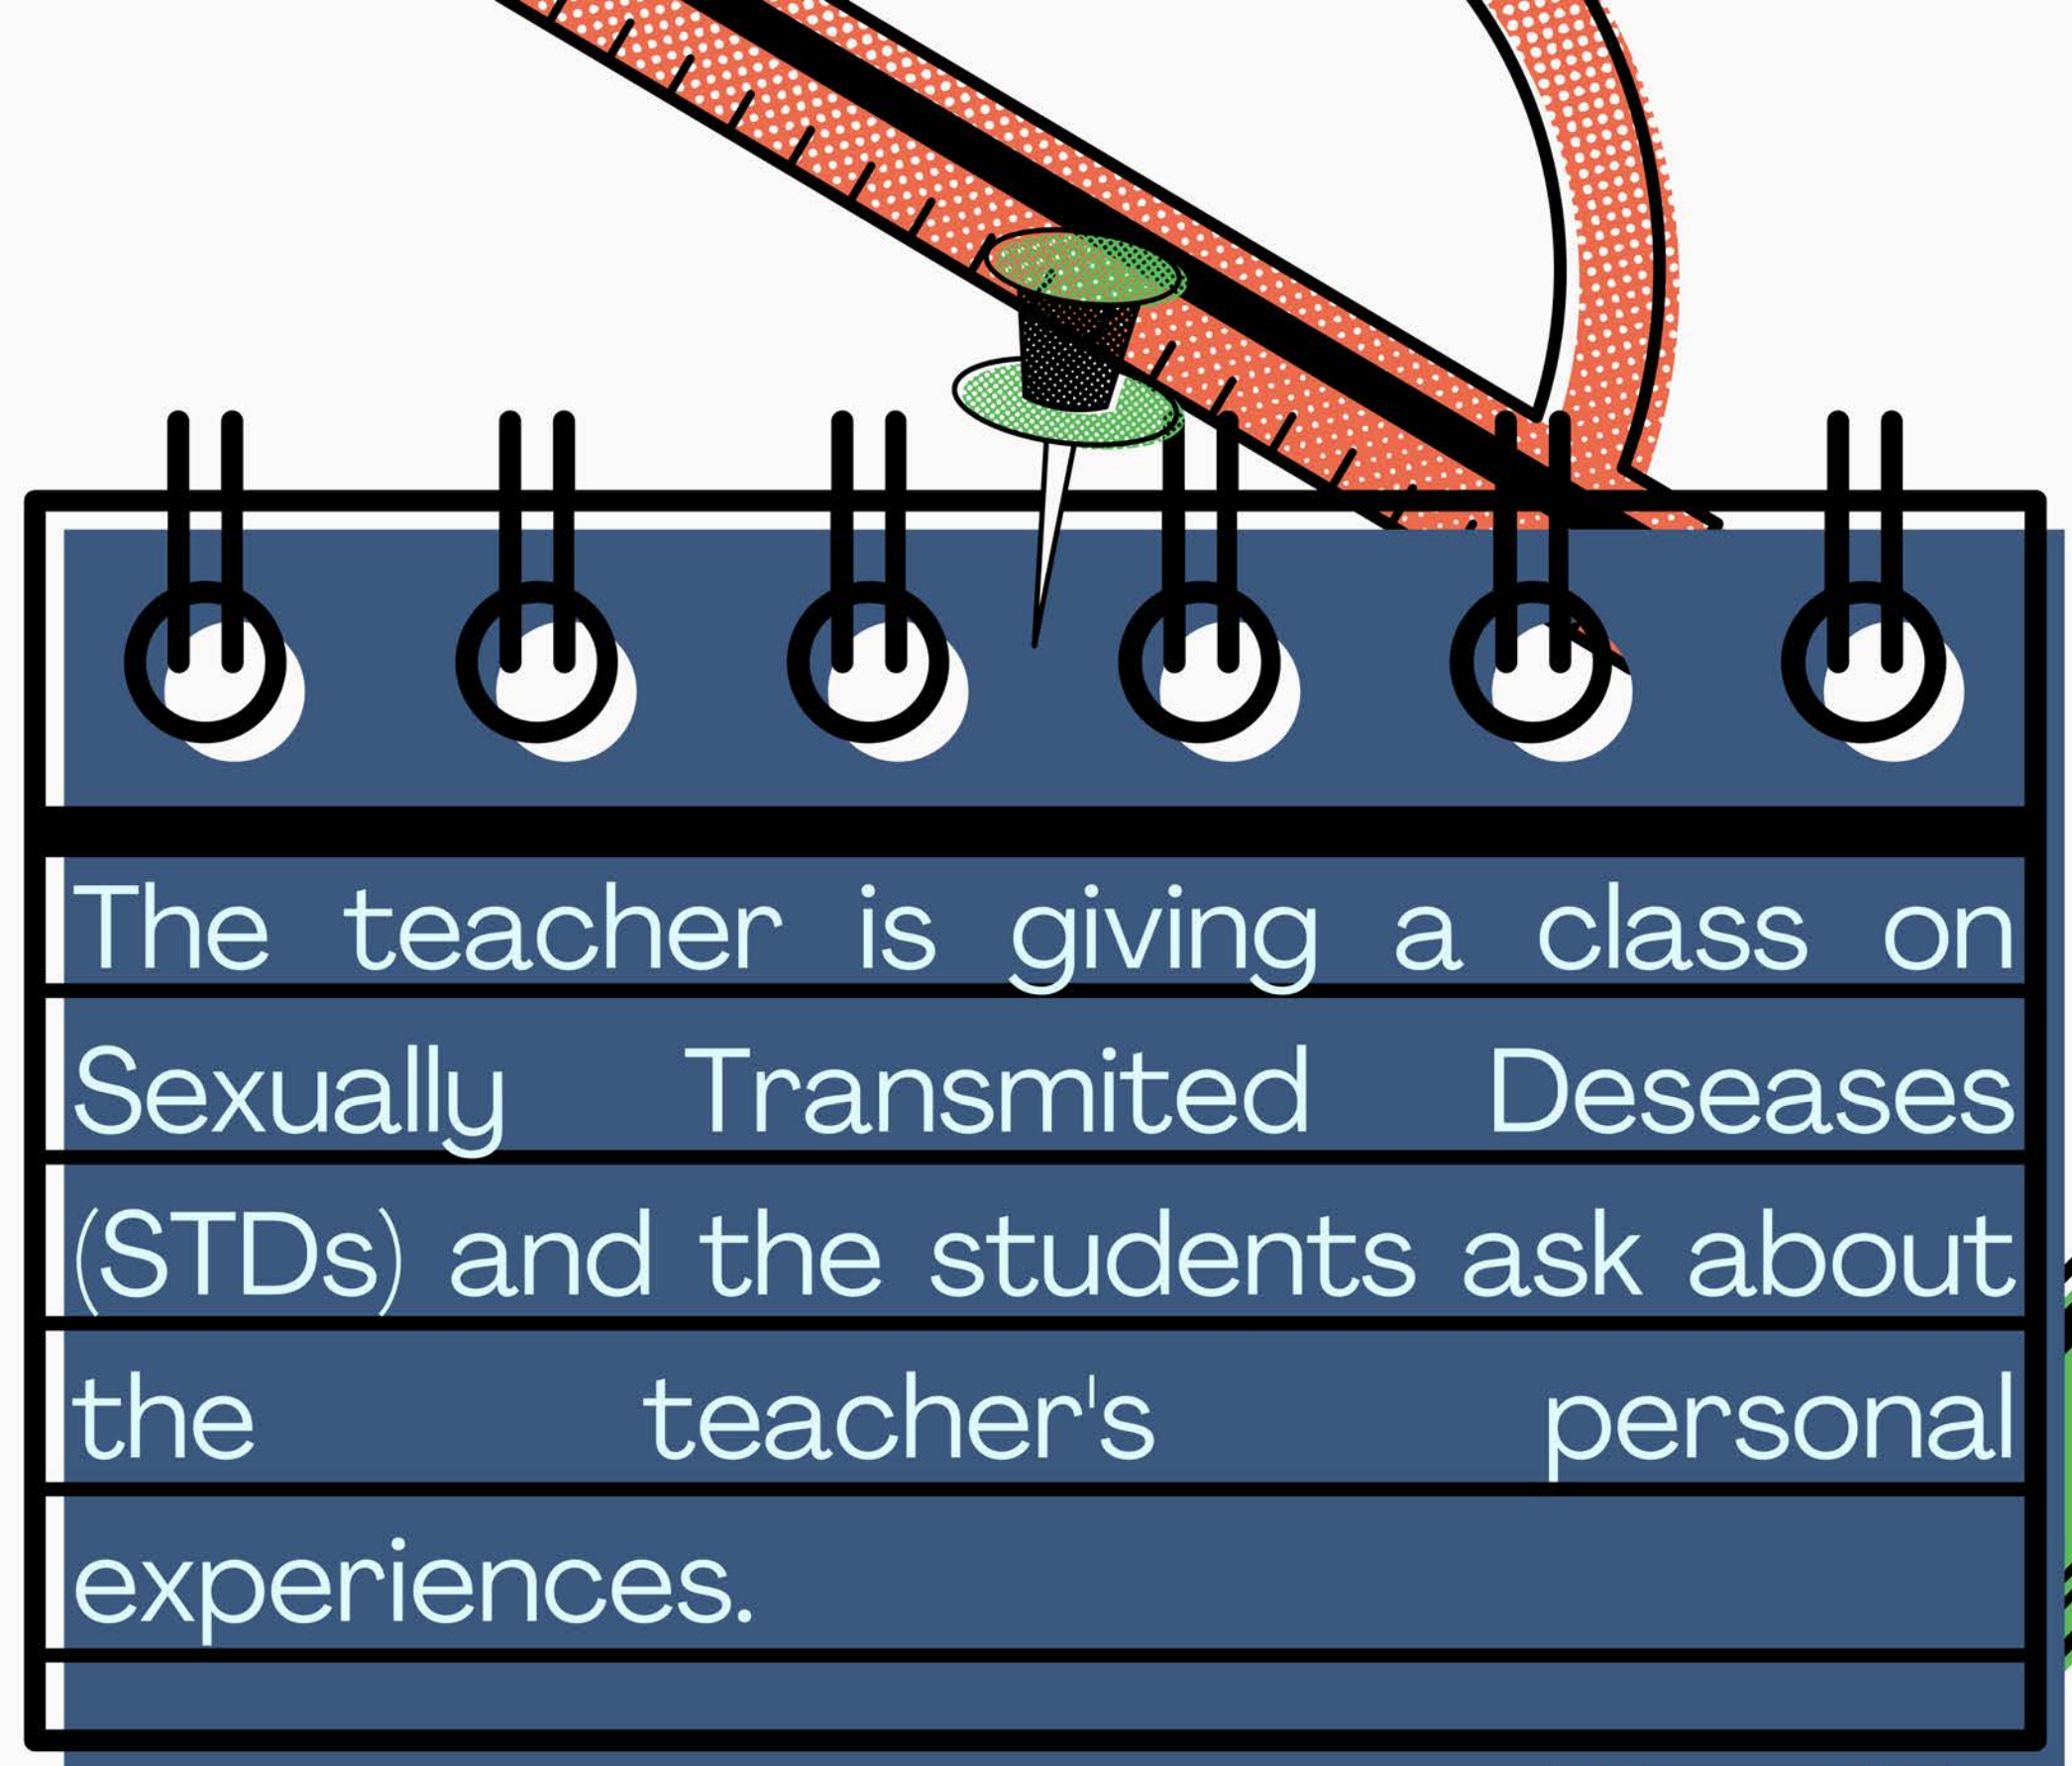 The teacher is giving a class on
Sexually Transmited Deseases
(STDs) and the students ask about
the teacher's personal
experiences.